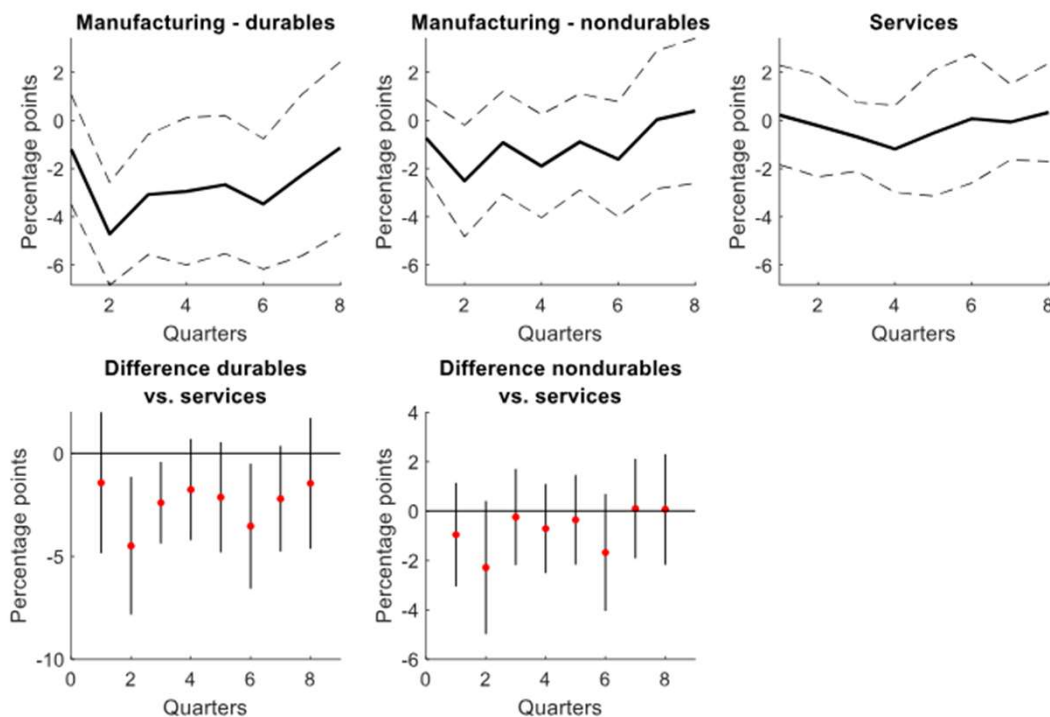 Manufacturing - durables
Percentage points
2
0
-2
-4
-6
2
4
6
8
Quarters
Manufacturing - nondurables
Percentage points
2
0
-2
-4
-6
2
4
6
8
Quarters
Services
Percentage points
2
0
-2
-4
-6
2
4
6
8
Quarters
Difference durables
vs. services
Percentage points
0
-5
-10
0
2
4
6
8
Quarters
Difference nondurables
vs. services
Percentage points
4
2
0
-2
-4
-6
0
2
4
6
8
Quarters